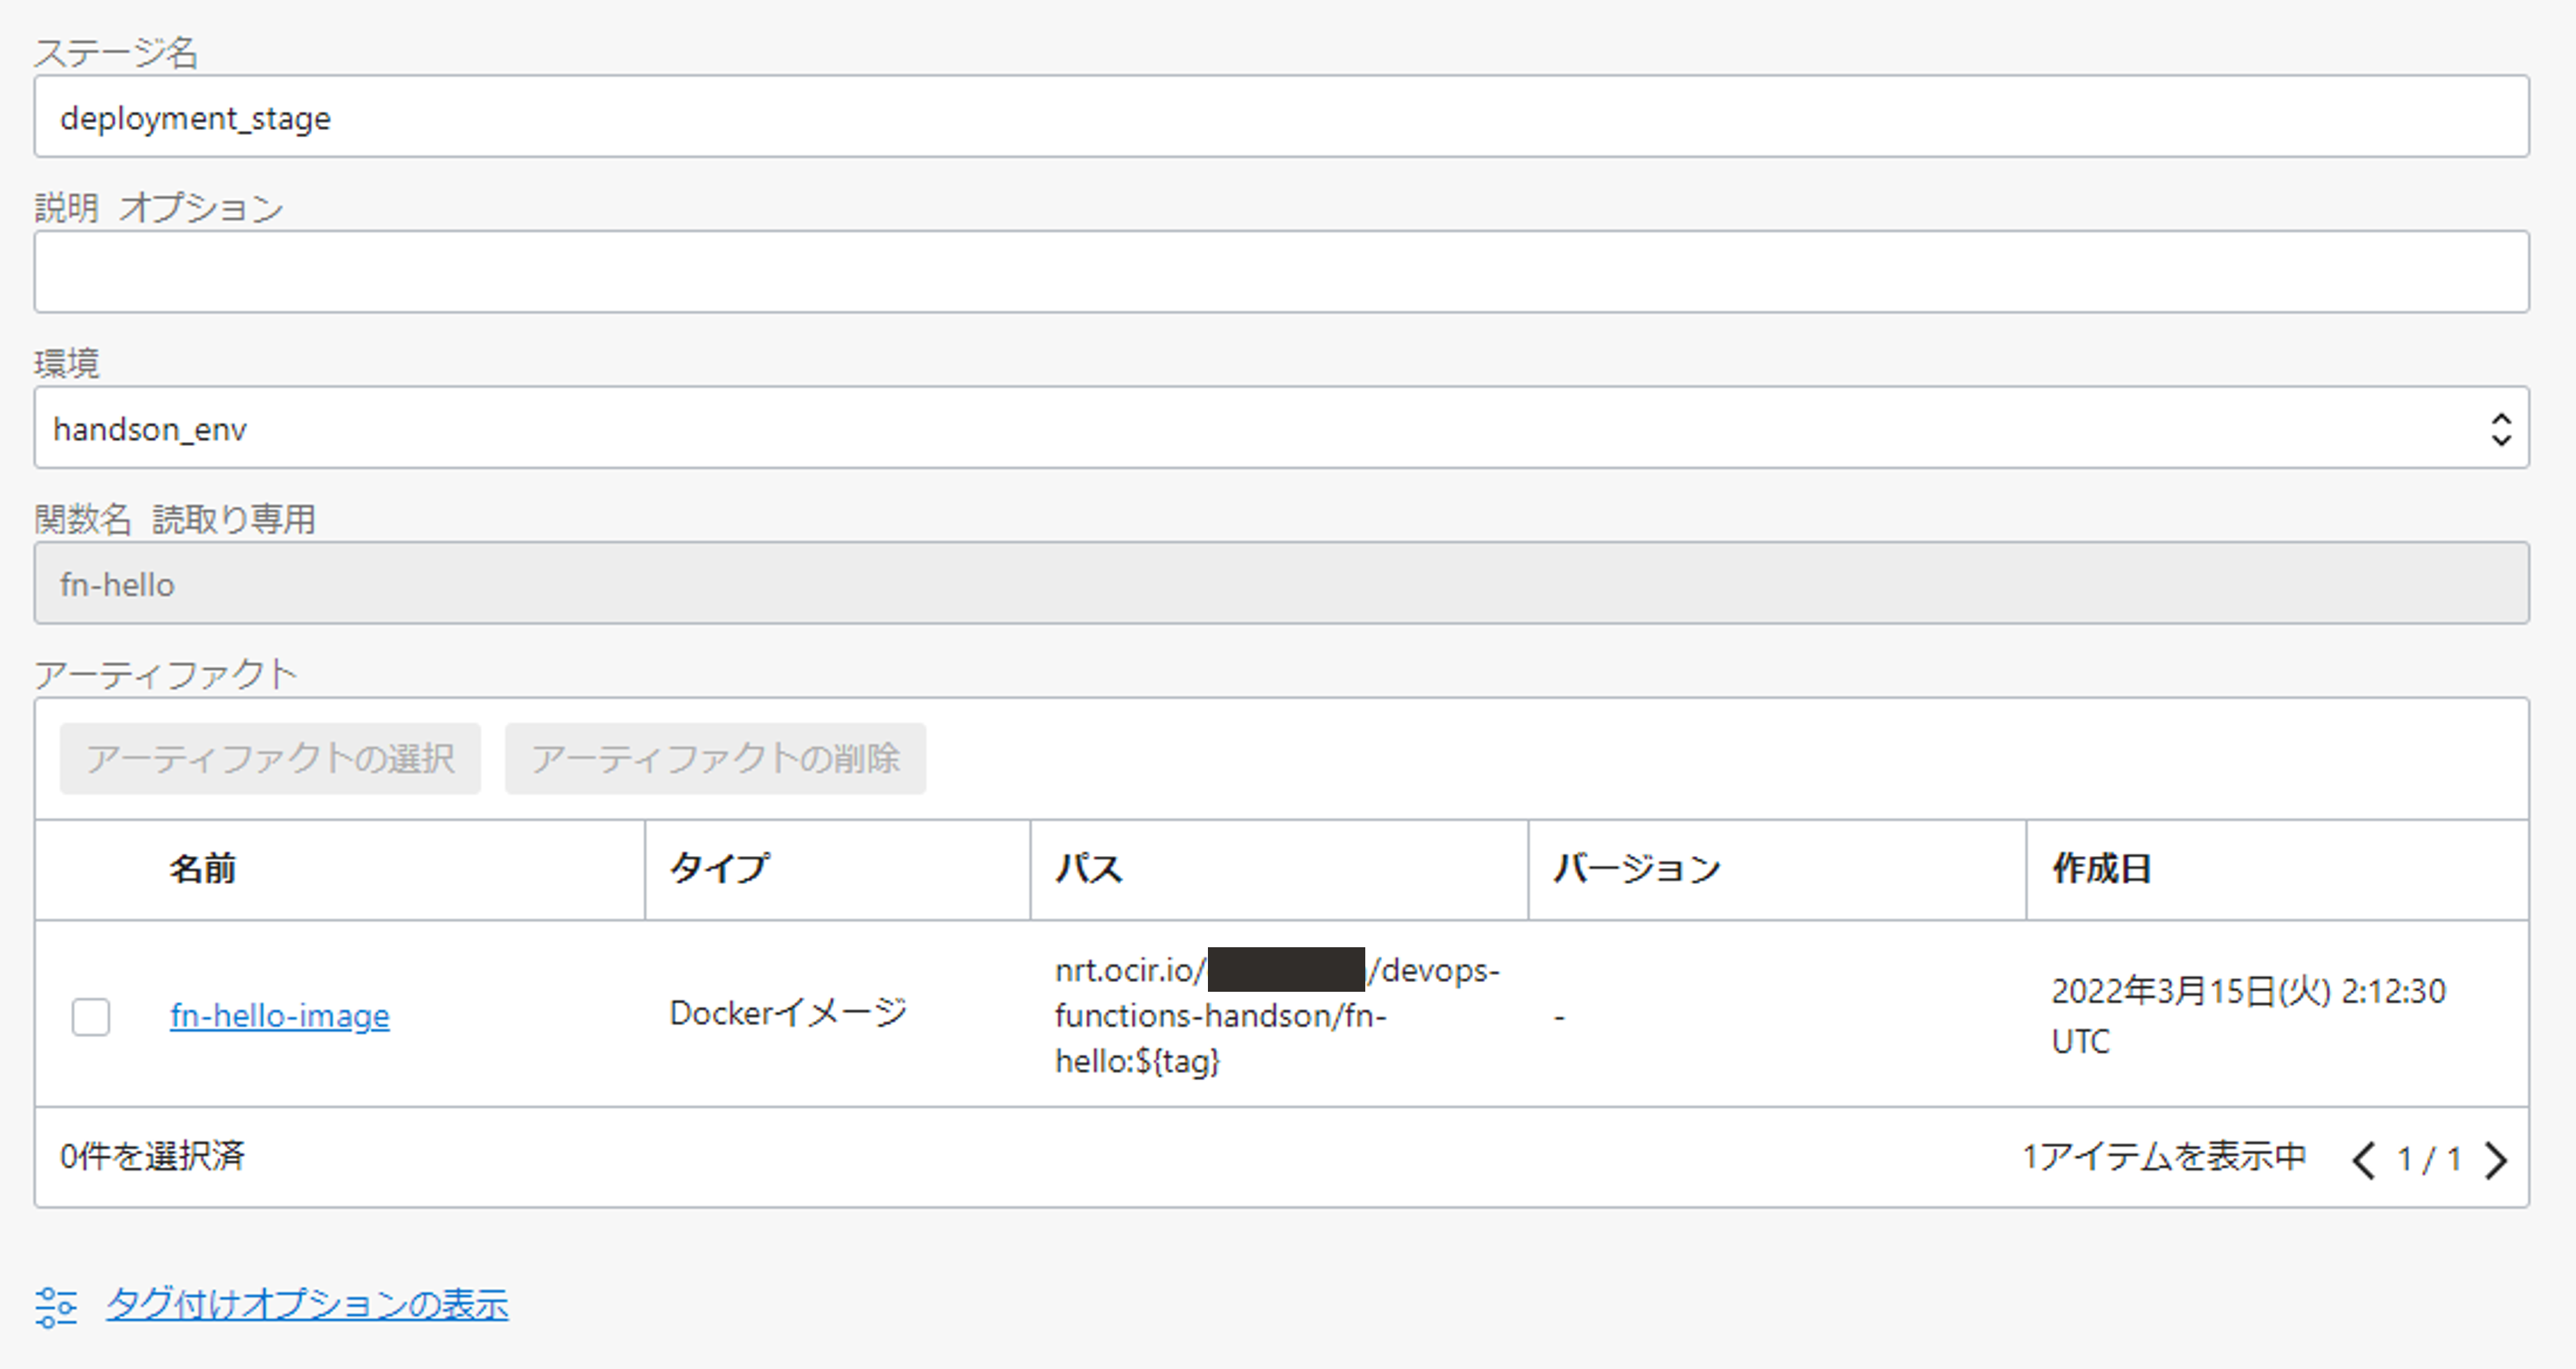 ステージ名
deployment_stage
説明 オプション
環境
handson_env
関数名 読取り専用
fn-hello
アーティファクト
アーティファクトの選択 アーティファクトの削除
名前 タイプ パス バージョン 作成日
fn-hello-image Dockerイメージ
nrt.ocir.io/ /devops-
functions-handson/fn-
hello:${tag}
-
2022年3月15日(火) 2:12:30
UTC
0件を選択済 1アイテムを表示中 1 / 1
タグ付けオプションの表示